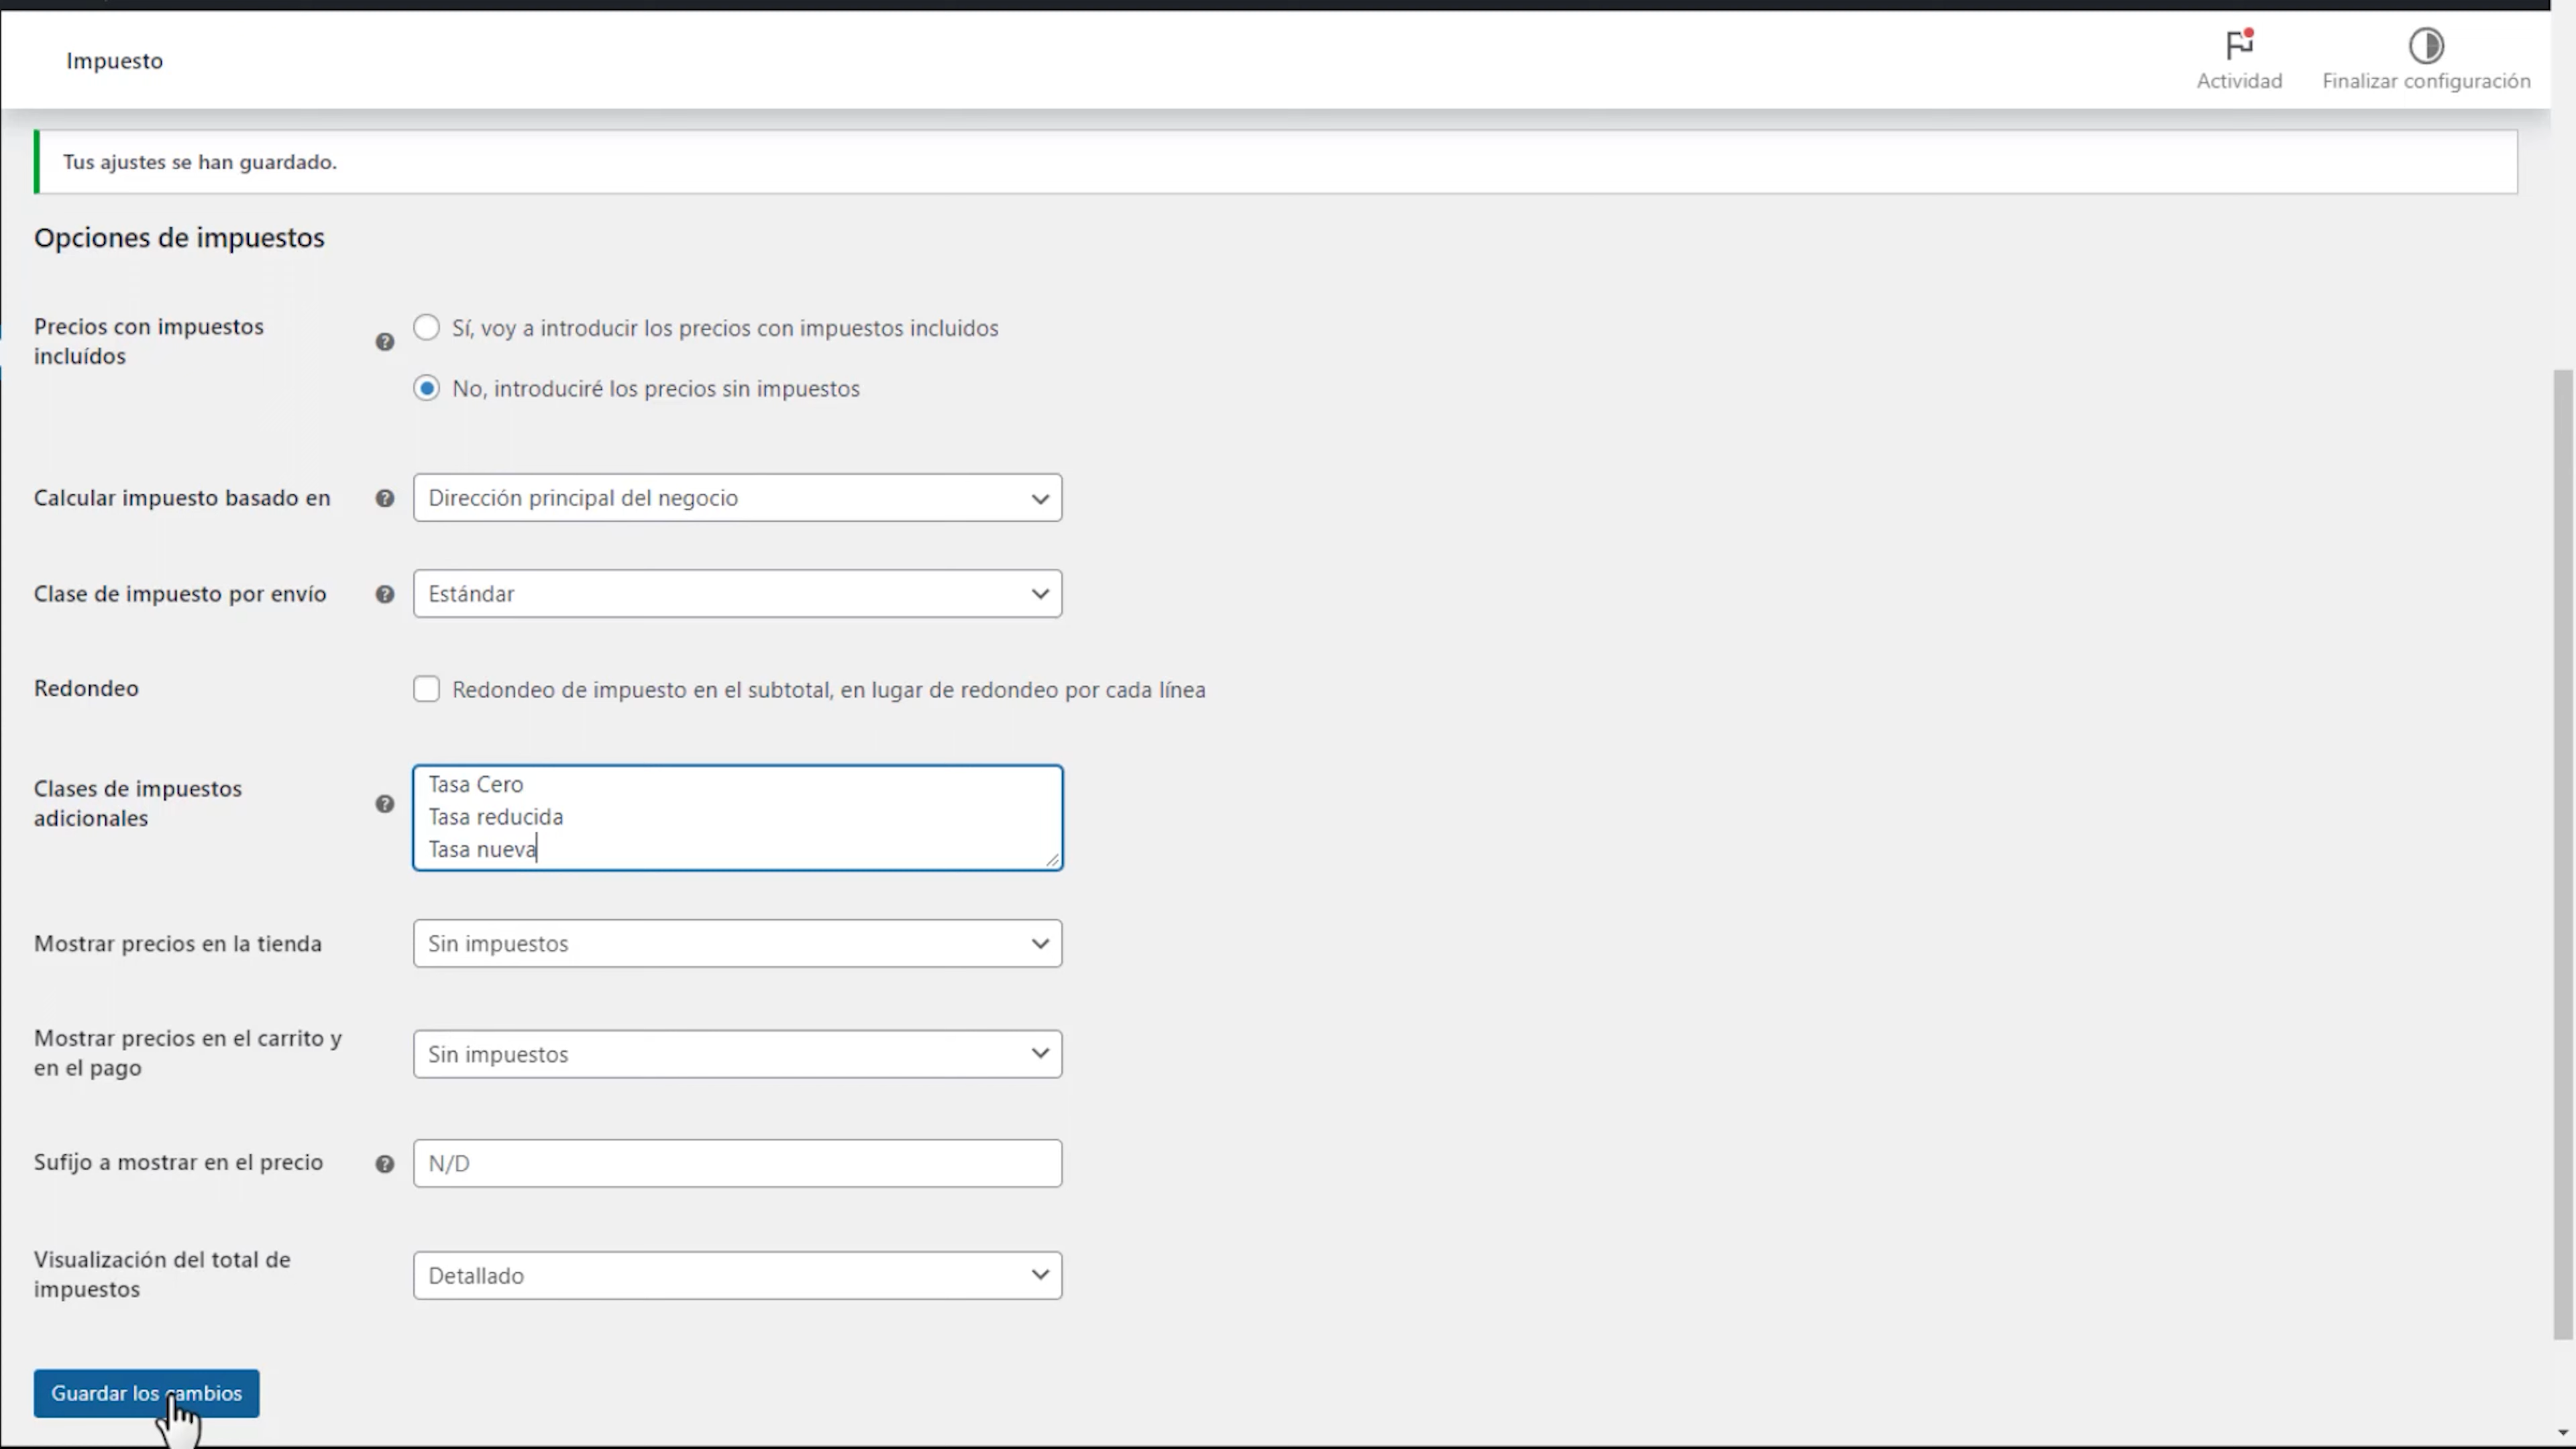 Impuesto
Actividad
Finalizar configuración
Tus ajustes se han guardado.
Opciones de impuestos
Precios con impuestos
incluídos
Sí, voy a introducir los precios con impuestos incluidos
No, introduciré los precios sin impuestos
Calcular impuesto basado en
Dirección principal del negocio
Clase de impuesto por envío
Estándar
Redondeo
Redondeo de impuesto en el subtotal, en lugar de redondeo por cada línea
Clases de impuestos
adicionales
Tasa Cero
Tasa reducida
Tasa nueva
Mostrar precios en la tienda
Sin impuestos
Mostrar precios en el carrito y
en el pago
Sin impuestos
Sufijo a mostrar en el precio
N/D
Visualización del total de
impuestos
Detallado
Guardar los cambios